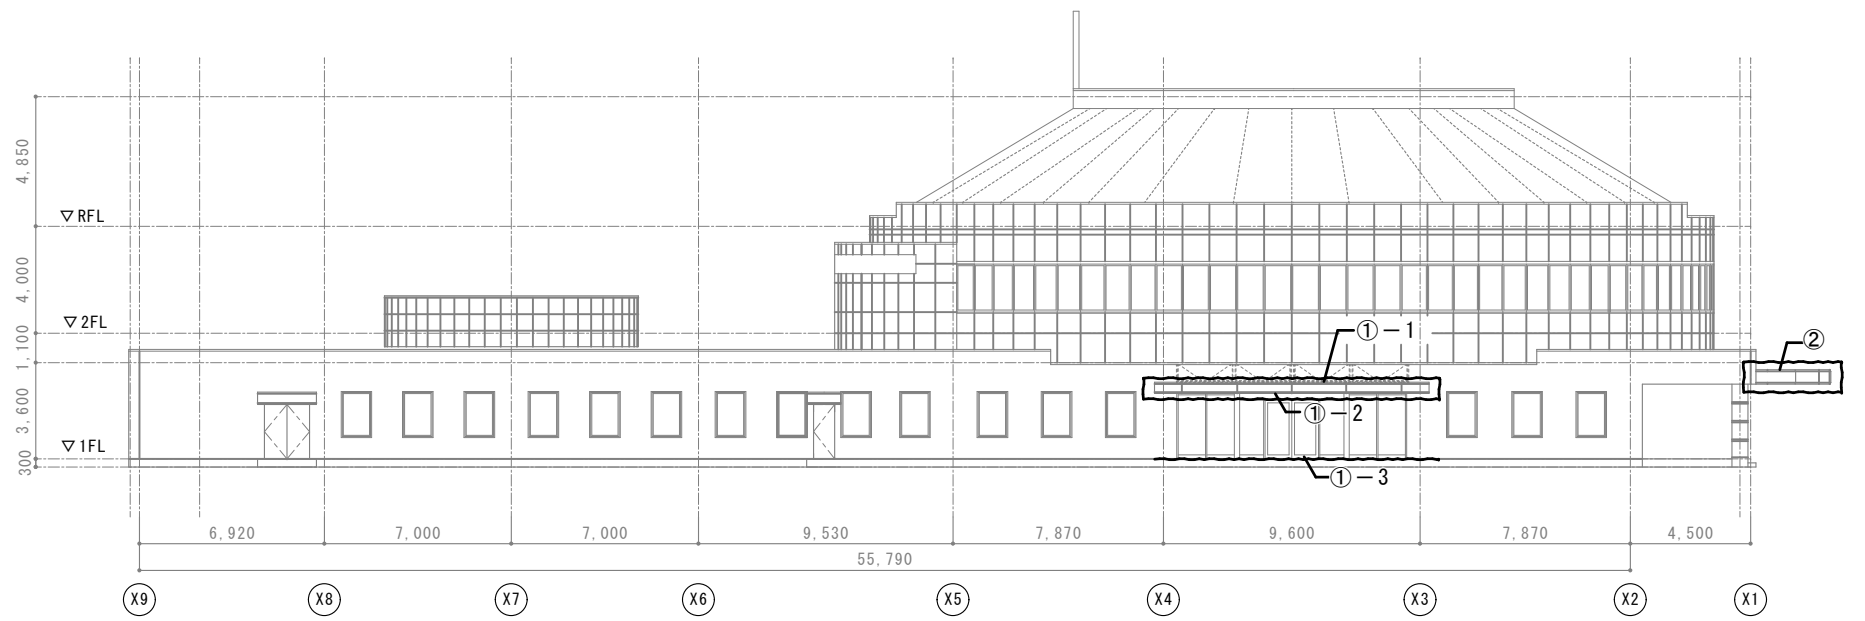 4,850
▽RFL
4,000
▽2FL
1,100
①－1
②
3,600
①－2
▽1FL
300
①－3
6,920
7,000
7,000
9,530
7,870
9,600
7,870
4,500
55,790
X9
X8
X7
X6
X5
X4
X3
X2
X1